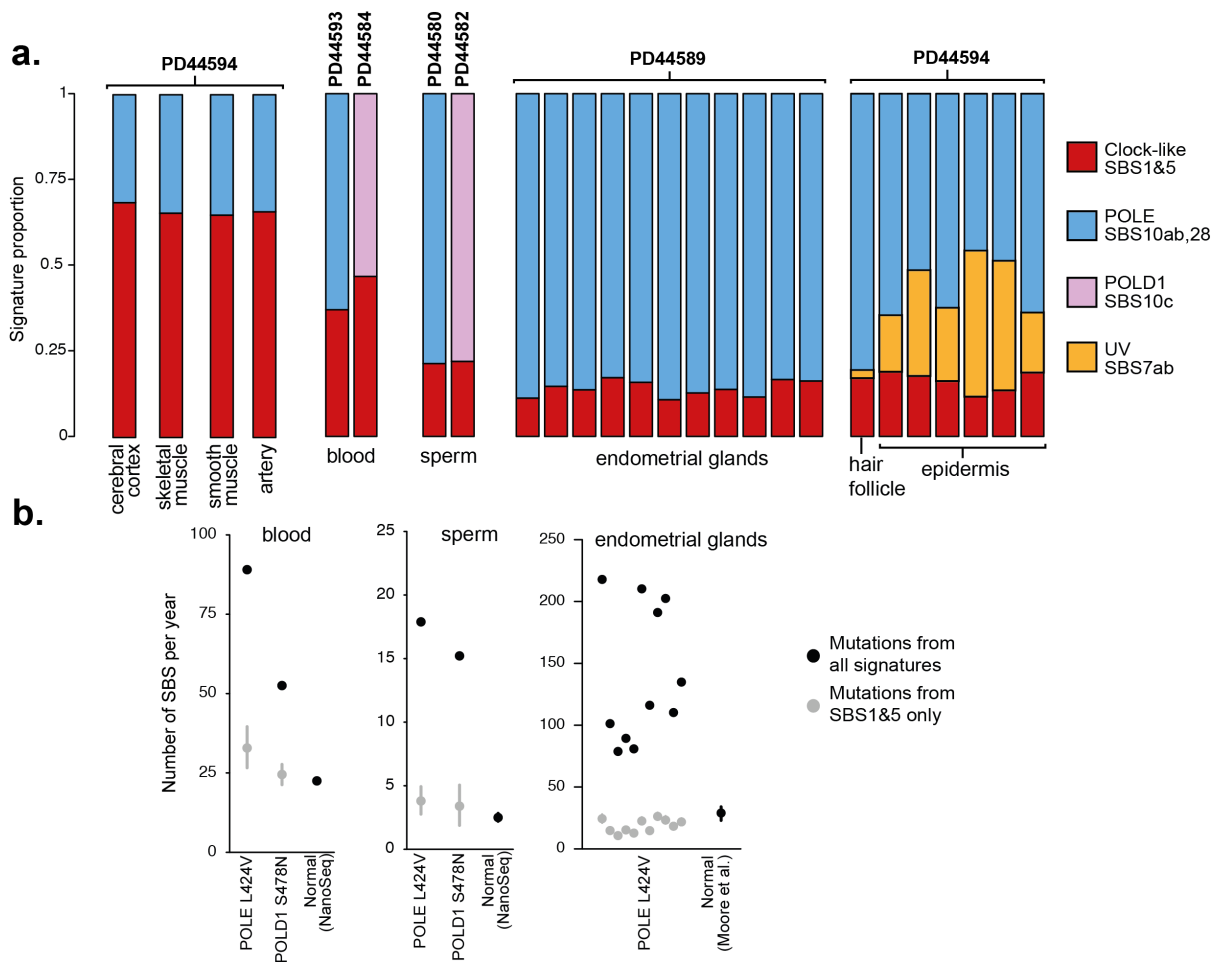 a.
PD44594
PD44593
PD44584
PD44580
PD44582
PD44589
PD44594
Signature proportion
1
0.75
0.5
0.25
0
cerebral
cortex
skeletal
muscle
smooth
muscle
artery
blood
sperm
endometrial glands
hair
follicle
epidermis
Clock-like
SBS1&5
POLE
SBS10ab,28
POLD1
SBS10c
UV
SBS7ab
b.
Number of SBS per year
blood
100
75
50
25
0
POLE L424V
POLD1 S478N
Normal
(NanoSeq)
sperm
25
20
15
10
5
0
POLE L424V
POLD1 S478N
Normal
(NanoSeq)
endometrial glands
250
200
150
100
50
0
POLE L424V
Normal
(Moore et al.)
Mutations from
all signatures
Mutations from
SBS1&5 only